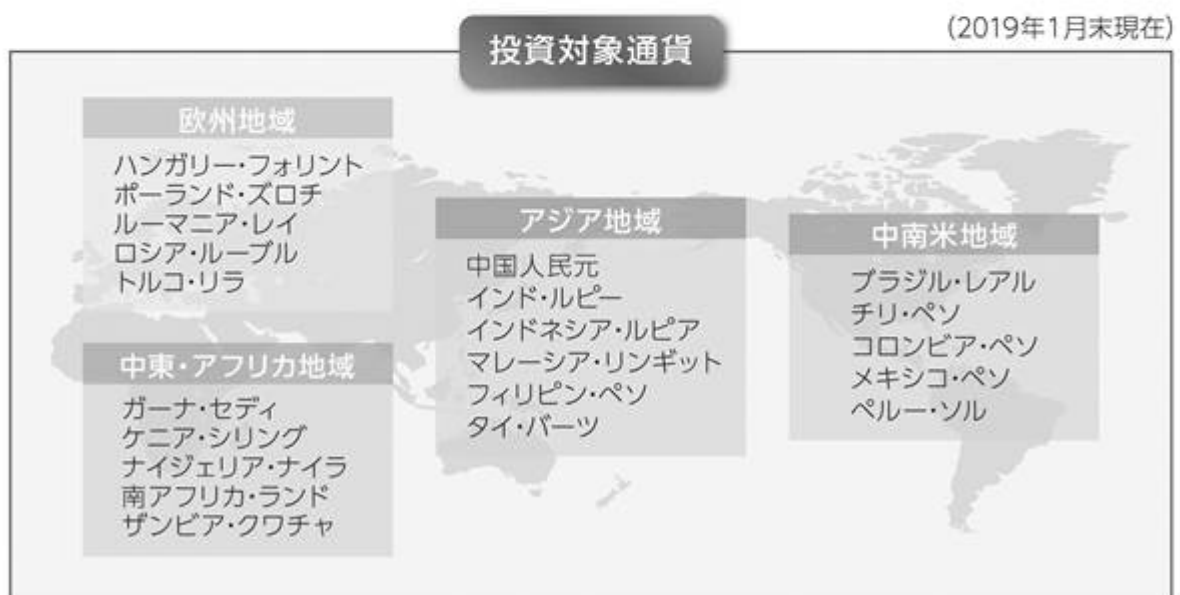 (2019年1月末現在)
投資対象通貨
欧州地域
ハンガリー・フォリント
ポーランド・ズロチ
ルーマニア・レイ
ロシア・ルーブル
トルコ・リラ
中東・アフリカ地域
ガーナ・セディ
ケニア・シリング
ナイジェリア・ナイラ
南アフリカ・ランド
ザンビア・クワチャ
アジア地域
中国人民元
インド・ルピー
インドネシア・ルピア
マレーシア・リンギット
フィリピン・ペソ
タイ・バーツ
中南米地域
ブラジル・レアル
チリ・ペソ
コロンビア・ペソ
メキシコ・ペソ
ペルー・ソル